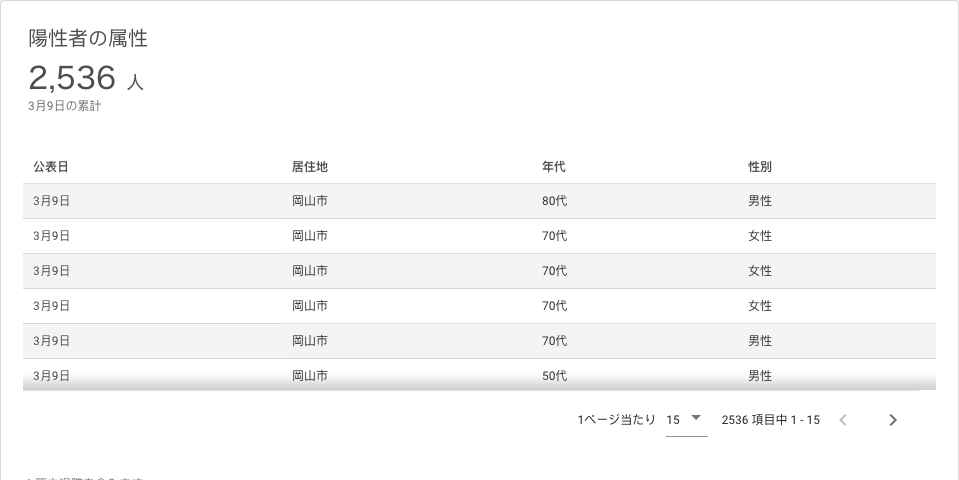 陽性者の属性
2,536 人
3月9日の累計
公表日 居住地 年代 性別
3月9日 岡山市 80代 男性
3月9日 岡山市 70代 女性
3月9日 岡山市 70代 女性
3月9日 岡山市 70代 女性
3月9日 岡山市 70代 男性
3月9日 岡山市 50代 男性
1ページ当たり 15 2536 項目中 1 - 15